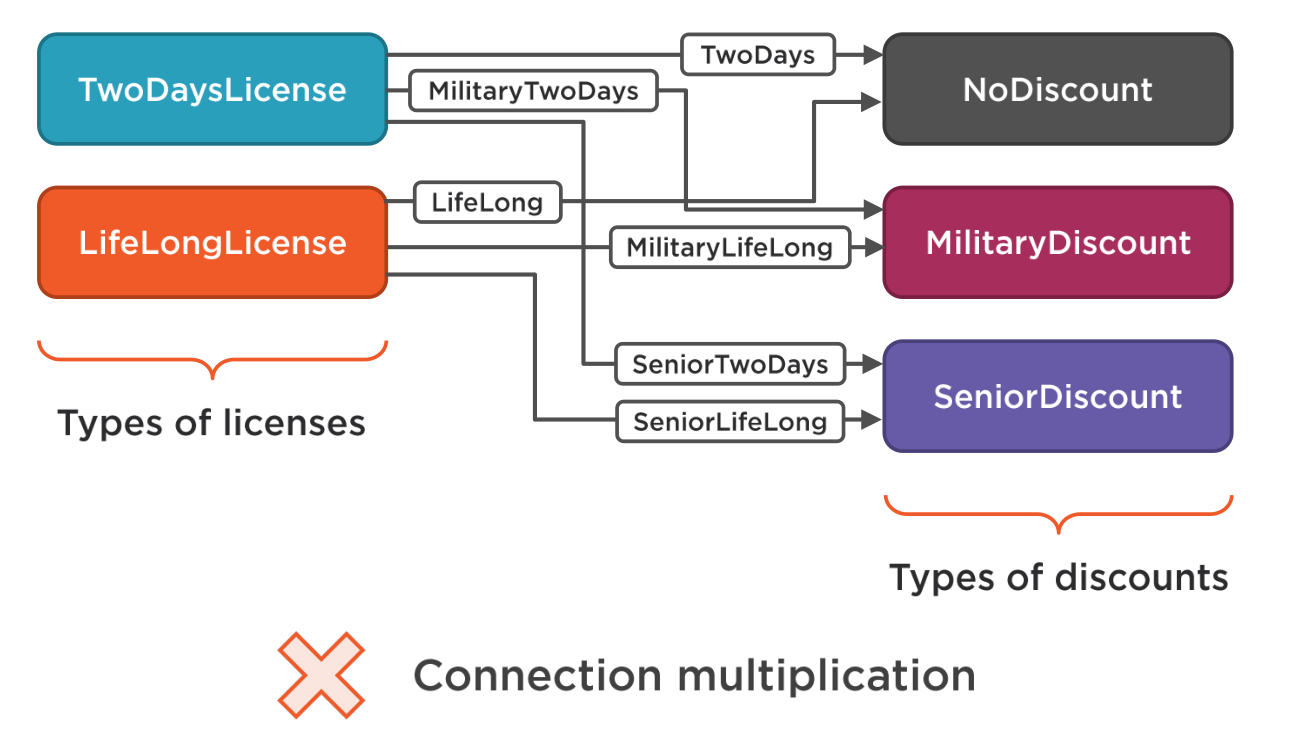 TwoDays
TwoDaysLicense
MilitaryTwoDays
NoDiscount
LifeLong
LifeLongLicense
MilitaryLifeLong
MilitaryDiscount
SeniorTwoDays
SeniorDiscount
SeniorLifeLong
Types of licenses
Types of discounts
Connection multiplication